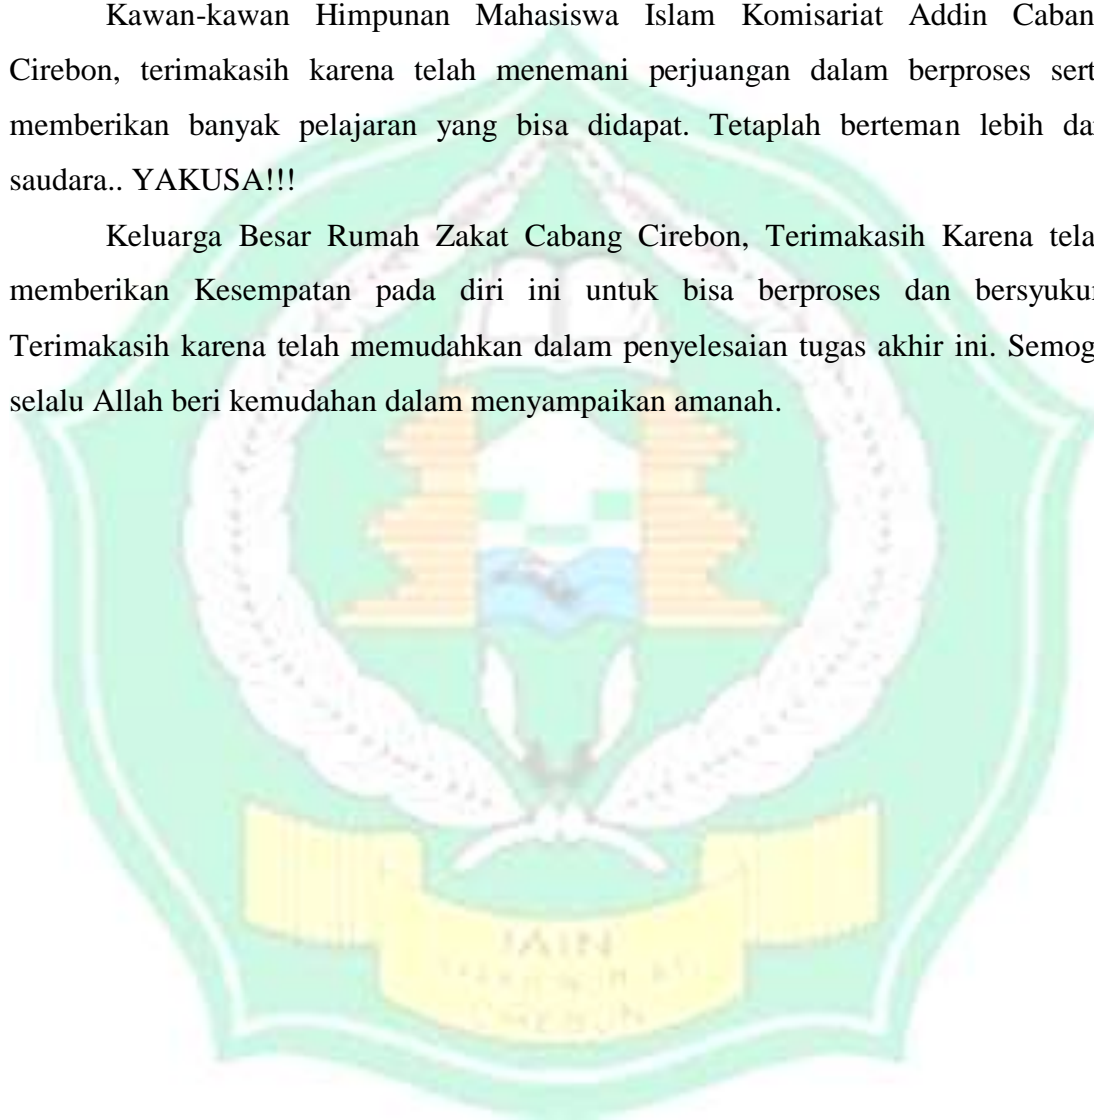 Kawan-kawan Himpunan Mahasiswa Islam Komisariat Addin Caban
Cirebon, terimakasih karena telah menemani perjuangan dalam berproses sert
memberikan banyak pelajaran yang bisa didapat. Tetaplah berteman lebih da
saudara.. YAKUSA!!!
Keluarga Besar Rumah Zakat Cabang Cirebon, Terimakasih Karena tela
memberikan Kesempatan pada diri ini untuk bisa berproses dan bersyuku
Terimakasih karena telah memudahkan dalam penyelesaian tugas akhir ini. Semog
selalu Allah beri kemudahan dalam menyampaikan amanah.
IAIN